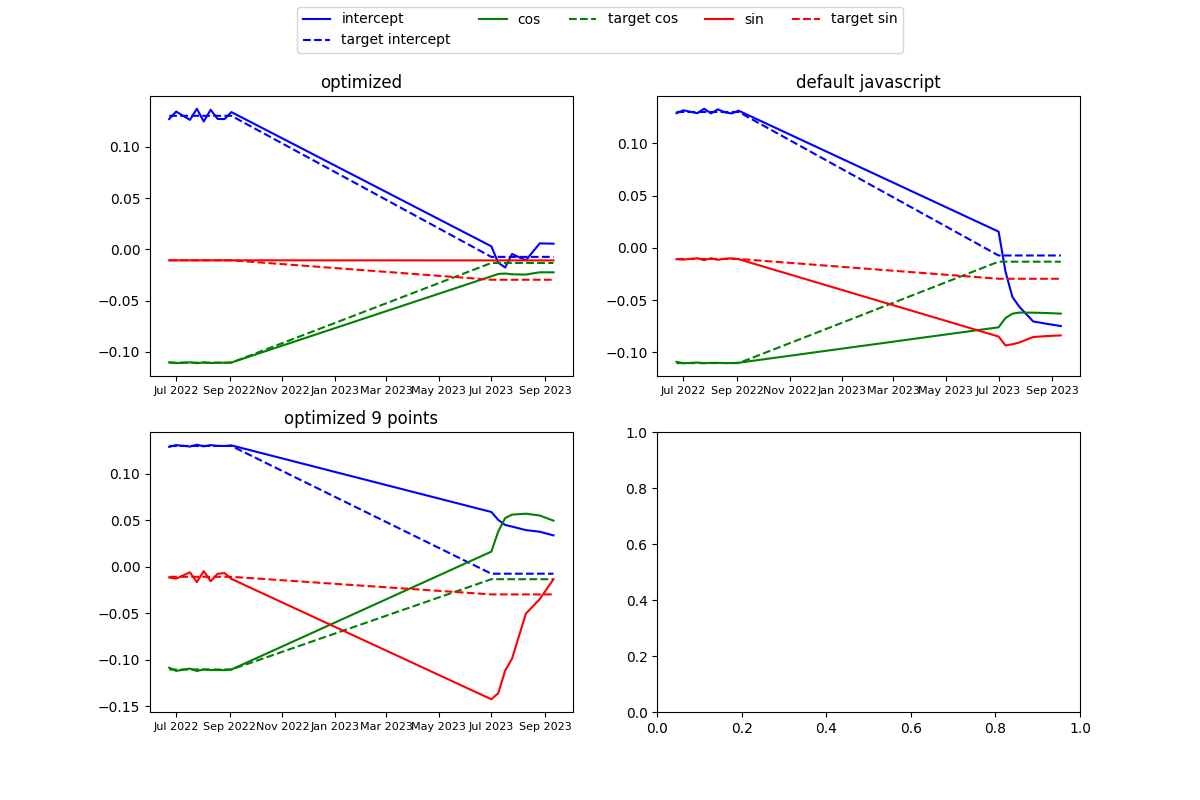 intercept cos target cos sin target sin
target intercept
optimized default javascript
0.10 0.10
0.05 0.05
0.00 0.00
−0.05 −0.05
−0.10 −0.10
Jul 2022 Sep 2022 Nov 2022 Jan 2023 Mar 2023 May 2023 Jul 2023 Sep 2023 Jul 2022 Sep 2022 Nov 2022 Jan 2023 Mar 2023 May 2023 Jul 2023 Sep 2023
optimized 9 points
1.0
0.10
0.8
0.05
0.6
0.00
−0.05
0.4
−0.10
0.2
−0.15
0.0
Jul 2022 Sep 2022 Nov 2022 Jan 2023 Mar 2023 May 2023 Jul 2023 Sep 2023 0.0 0.2 0.4 0.6 0.8 1.0